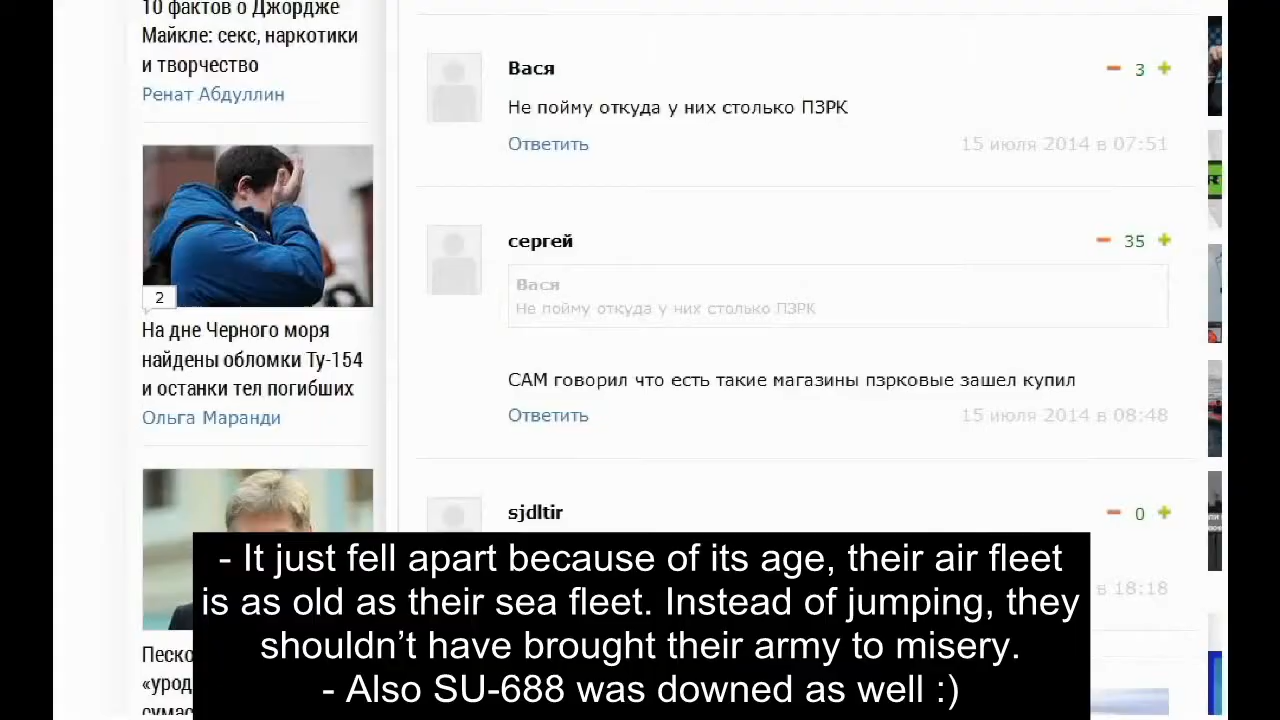 10 фактов о Джордже
Майкле: секс, наркотики
и творчество
Ренат Абдуллин
2
На дне Черного моря
найдены обломки Ту-154
и останки тел погибших
Ольга Маранди
Песко
«урод
сумас
Вася
3
Не пойму откуда у них столько ПЗРК
Ответить
15 июля 2014 в 07:51
сергей
35
Вася
Не пойму откуда у них столько ПЗРК
САМ говорил что есть такие магазины пзрковые зашел купил
Ответить
15 июля 2014 в 08:48
sjdltir
0
в 18:18
- It just fell apart because of its age, their air fleet
is as old as their sea fleet. Instead of jumping, they
shouldn’t have brought their army to misery.
- Also SU-688 was downed as well :)